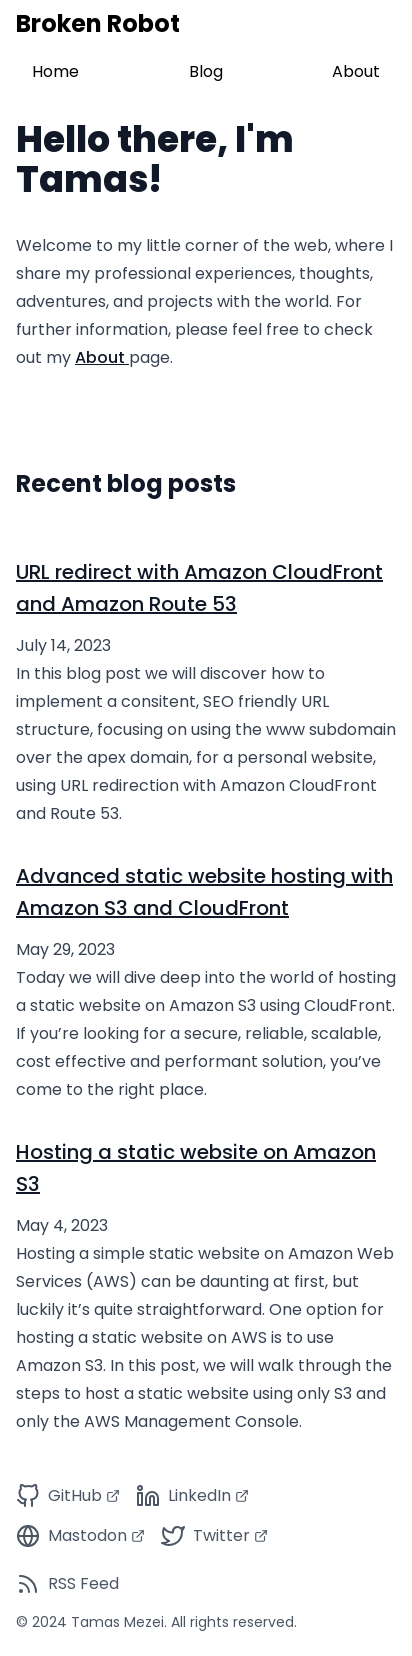 Broken Robot
Home Blog About
Hello there, I'm
Tamas!
Welcome to my little corner of the web, where I
share my professional experiences, thoughts,
adventures, and projects with the world. For
further information, please feel free to check
out my About page.
Recent blog posts
URL redirect with Amazon CloudFront
and Amazon Route 53
July 14, 2023
In this blog post we will discover how to
implement a consitent, SEO friendly URL
structure, focusing on using the www subdomain
over the apex domain, for a personal website,
using URL redirection with Amazon CloudFront
and Route 53.
Advanced static website hosting with
Amazon S3 and CloudFront
May 29, 2023
Today we will dive deep into the world of hosting
a static website on Amazon S3 using CloudFront.
If you’re looking for a secure, reliable, scalable,
cost effective and performant solution, you’ve
come to the right place.
Hosting a static website on Amazon
S3
May 4, 2023
Hosting a simple static website on Amazon Web
Services (AWS) can be daunting at first, but
luckily it’s quite straightforward. One option for
hosting a static website on AWS is to use
Amazon S3. In this post, we will walk through the
steps to host a static website using only S3 and
only the AWS Management Console.
GitHub LinkedIn
Mastodon Twitter
RSS Feed
© 2024 Tamas Mezei. All rights reserved.